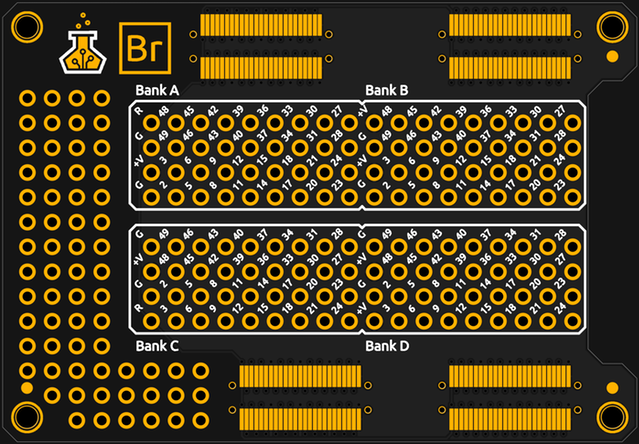 Br
Bank A Bank B
R 48 45 42 39 36 33 30 27 +V 48 45 42 39 36 33 30 27
G 49 46 43 40 37 34 31 28 G 49 46 43 40 37 34 31 28
+V 3 6 9 12 15 18 21 24 +V 3 6 9 12 15 18 21 24
G 2 5 8 11 14 17 20 23 G 2 5 8 11 14 17 20 23
G 49 46 43 40 37 34 31 28 G 49 46 43 40 37 34 31 28
+V 48 45 42 39 36 33 30 27 +V 48 45 42 39 36 33 30 27
G 2 5 8 11 14 17 20 23 G 2 5 8 11 14 17 20 23
R 3 6 9 12 15 18 21 24 +V 3 6 9 12 15 18 21 24
Bank C Bank D